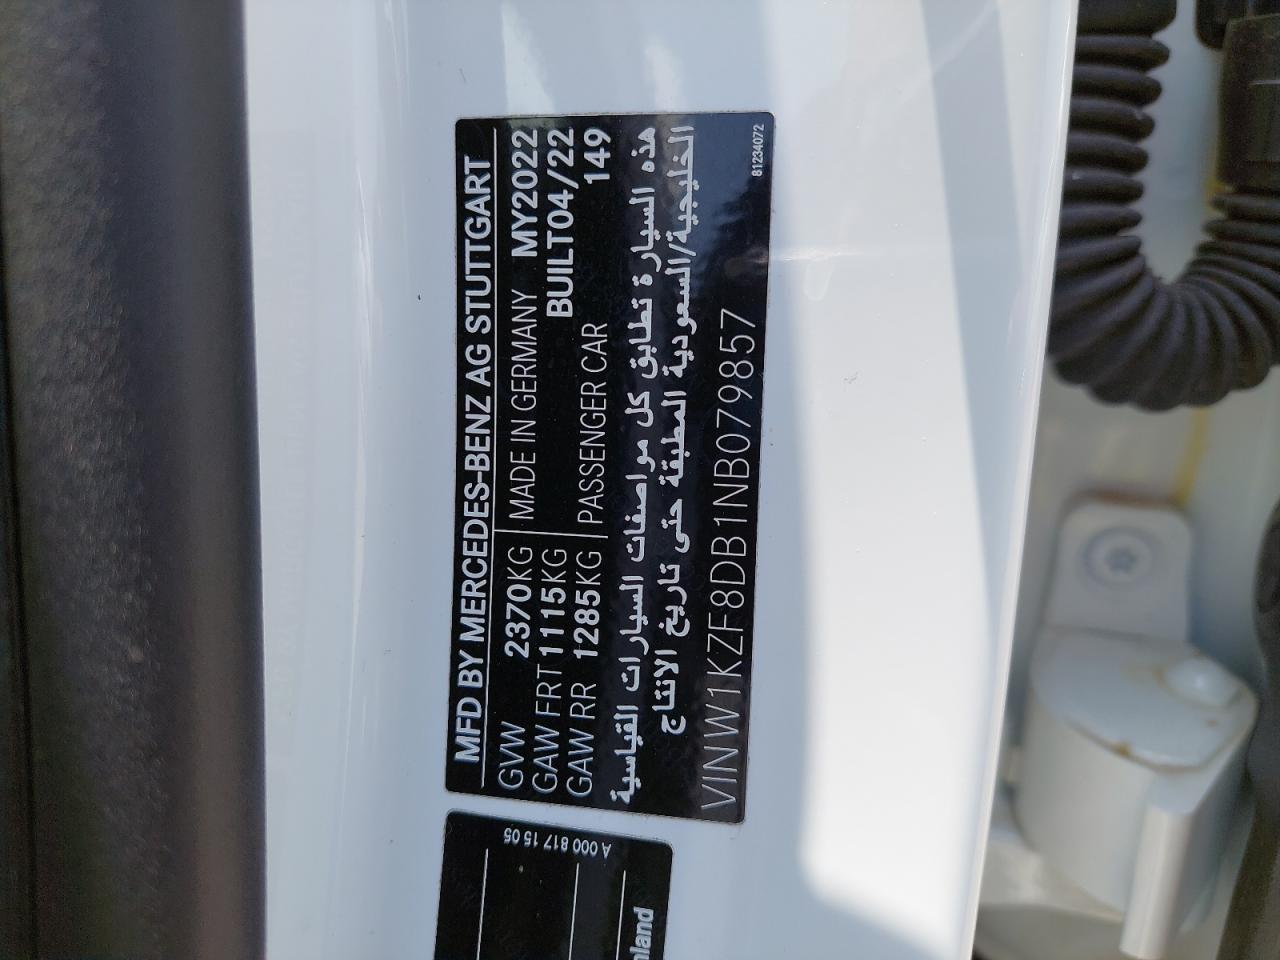 MFD BY MERCEDES-BENZ AG STUTTGART
GVW 2370KG MADE IN GERMANY MY2022
GAW FRT 1115KG BUILT04/22
GAW RR 1285KG PASSENGER CAR 149
هذه السيارة تطابق كل مواصفات السيارات القياسية
الخليجية/السعودية المطبقة حتى تاريخ الانتاج
VINW1KZF8DB1NB079857
81234072
A 000 817 15 05